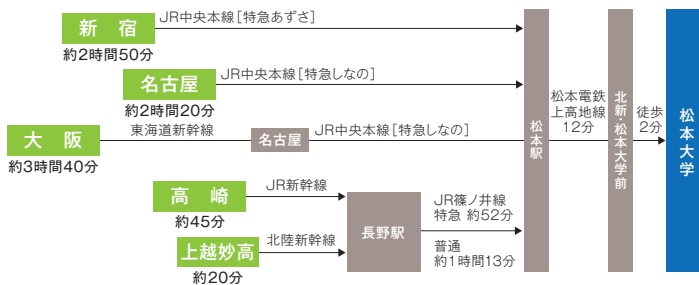 新宿
約2時間50分
JR中央本線[特急あずさ]
名古屋
約2時間20分
JR中央本線[特急しなの]
大阪
約3時間40分
東海道新幹線
名古屋
JR中央本線[特急しなの]
高崎
約45分
JR新幹線
上越妙高
約20分
北陸新幹線
長野駅
JR篠ノ井線
特急 約52分
普通
約1時間13分
松本駅
松本電鉄
上高地線
12分
北新・松本大学前
徒歩
2分
松本大学